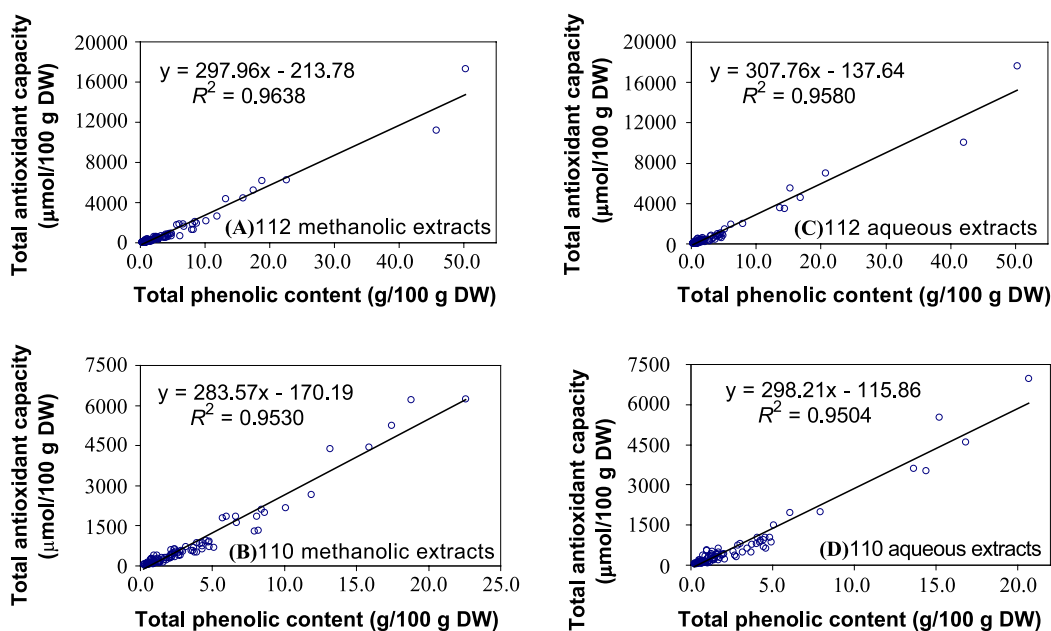 Total antioxidant capacity
(μmol/100 g DW)
20000
16000
12000
8000
4000
0
y = 297.96x - 213.78
R² = 0.9638
(A)112 methanolic extracts
0.0 10.0 20.0 30.0 40.0 50.0
Total phenolic content (g/100 g DW)
Total antioxidant capacity
(μmol/100 g DW)
20000
16000
12000
8000
4000
0
y = 307.76x - 137.64
R² = 0.9580
(C)112 aqueous extracts
0.0 10.0 20.0 30.0 40.0 50.0
Total phenolic content (g/100 g DW)
Total antioxidant capacity
(μmol/100 g DW)
7500
6000
4500
3000
1500
0
y = 283.57x - 170.19
R² = 0.9530
(B)110 methanolic extracts
0.0 5.0 10.0 15.0 20.0 25.0
Total phenolic content (g/100 g DW)
Total antioxidant capacity
(μmol/100 g DW)
7500
6000
4500
3000
1500
0
y = 298.21x - 115.86
R² = 0.9504
(D)110 aqueous extracts
0.0 5.0 10.0 15.0 20.0
Total phenolic content (g/100 g DW)